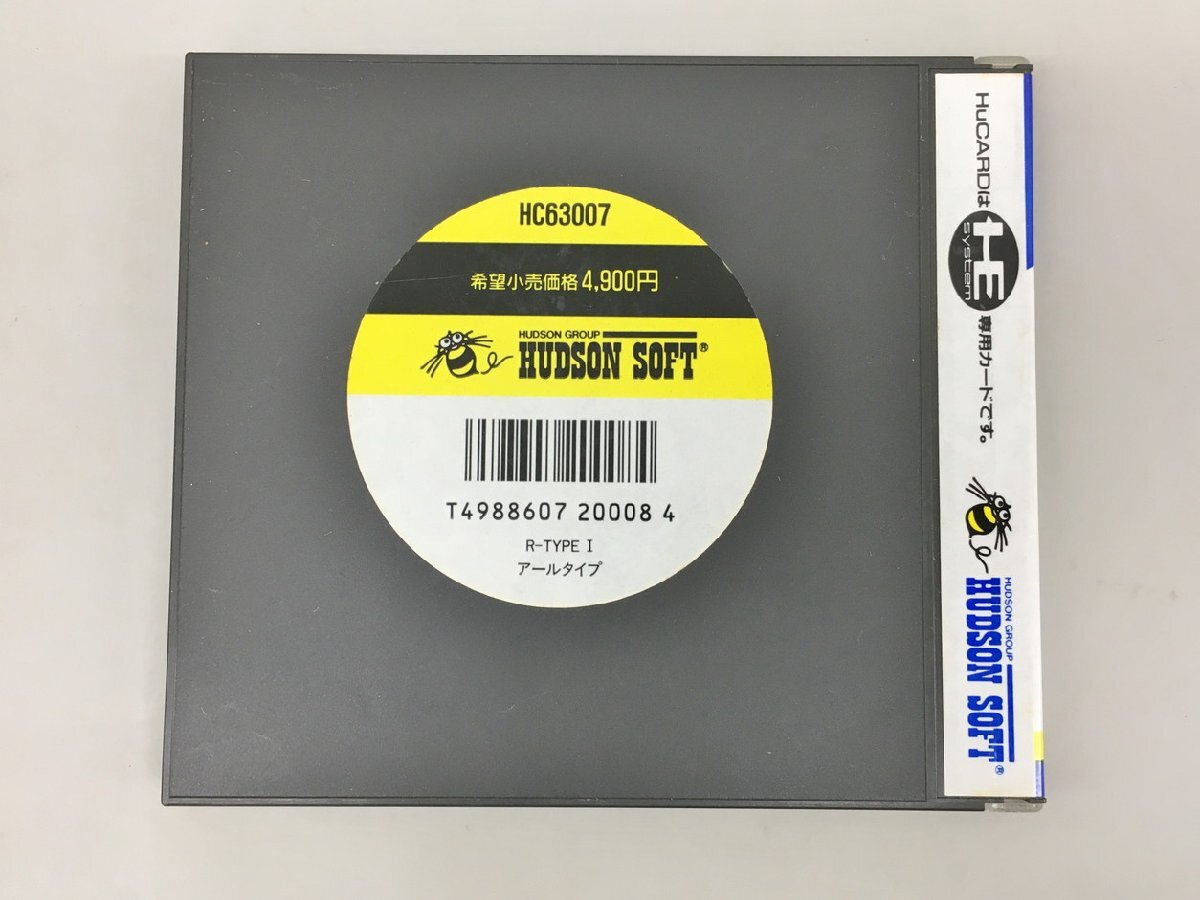 HC63007
希望小売価格4,900円
HUDSON GROUP
HUDSON SOFT®
T4988607 20008 4
R-TYPE I
アールタイプ
HuCARDは
HE
system
専用カードです。
HUDSON GROUP
HUDSON SOFT®